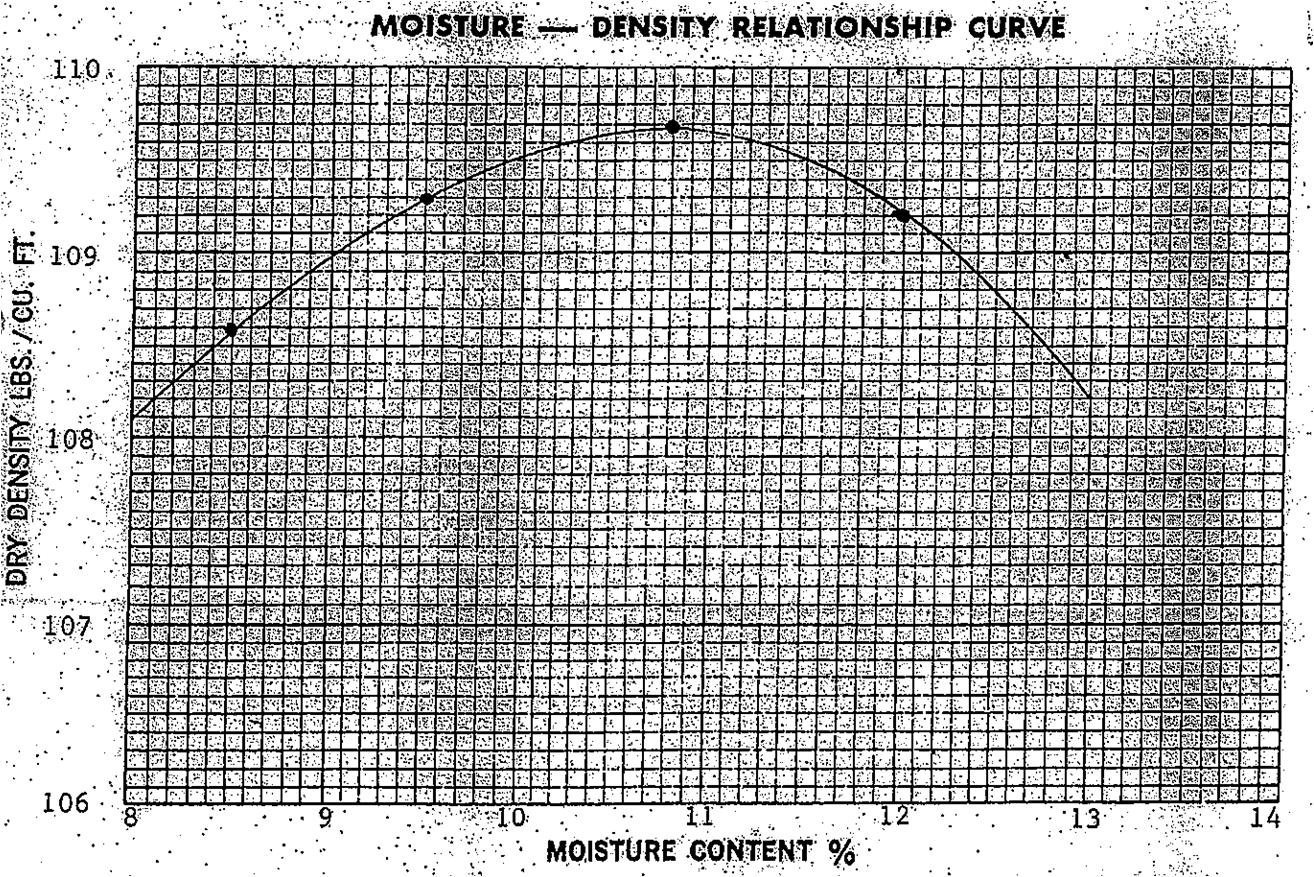 MOISTURE — DENSITY RELATIONSHIP CURVE
110
109
108
107
106
DRY DENSITY LBS./CU. FT.
8 9 10 11 12 13 14
MOISTURE CONTENT %